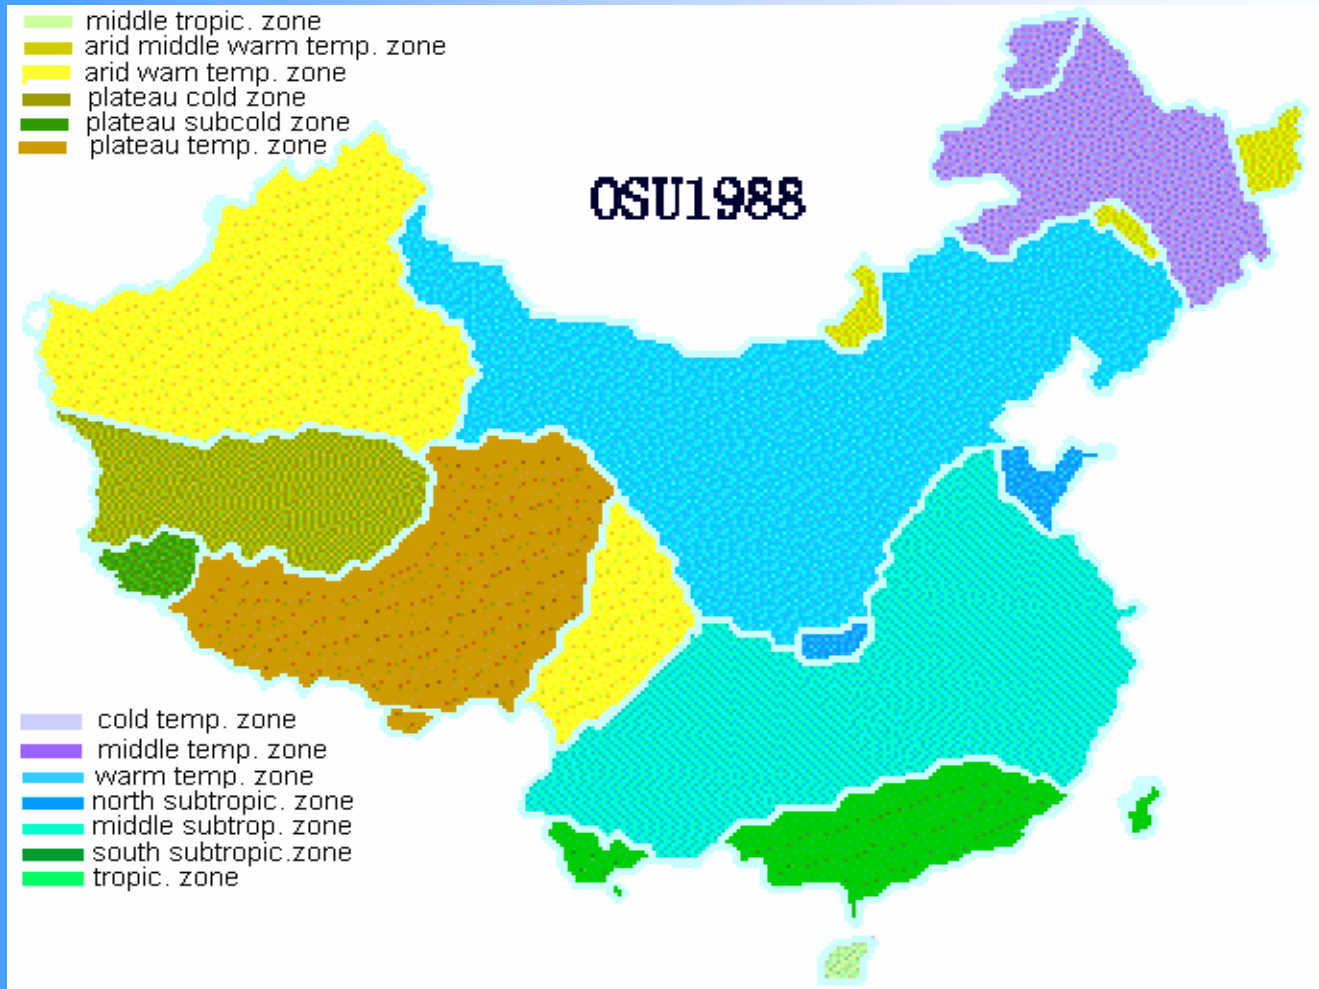 middle tropic. zone
arid middle warm temp. zone
arid wam temp. zone
plateau cold zone
plateau subcold zone
plateau temp. zone
OSU1988
cold temp. zone
middle temp. zone
warm temp. zone
north subtropic. zone
middle subtrop. zone
south subtropic.zone
tropic. zone